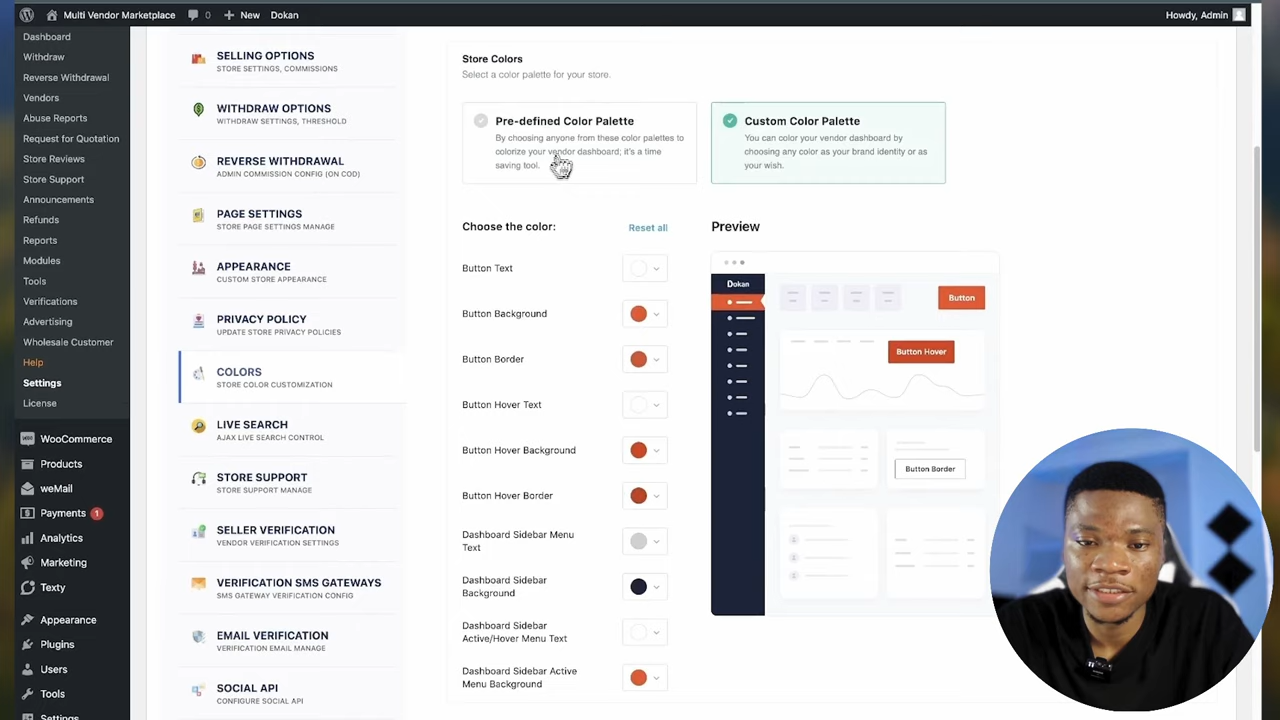 Multi Vendor Marketplace
0
New
Dokan
Howdy, Admin
Dashboard
Withdraw
Reverse Withdrawal
Vendors
Abuse Reports
Request for Quotation
Store Reviews
Store Support
Announcements
Refunds
Reports
Modules
Tools
Verifications
Advertising
Wholesale Customer
Help
Settings
License
WooCommerce
Products
weMail
Payments 1
Analytics
Marketing
Texty
Appearance
Plugins
Users
Tools
Settings
SELLING OPTIONS
STORE SETTINGS, COMMISSIONS
WITHDRAW OPTIONS
WITHDRAW SETTINGS, THRESHOLD
REVERSE WITHDRAWAL
ADMIN COMMISSION CONFIG (ON COD)
PAGE SETTINGS
STORE PAGE SETTINGS MANAGE
APPEARANCE
CUSTOM STORE APPEARANCE
PRIVACY POLICY
UPDATE STORE PRIVACY POLICIES
COLORS
STORE COLOR CUSTOMIZATION
LIVE SEARCH
AJAX LIVE SEARCH CONTROL
STORE SUPPORT
STORE SUPPORT MANAGE
SELLER VERIFICATION
VENDOR VERIFICATION SETTINGS
VERIFICATION SMS GATEWAYS
SMS GATEWAY VERIFICATION CONFIG
EMAIL VERIFICATION
VERIFICATION EMAIL MANAGE
SOCIAL API
CONFIGURE SOCIAL API
Store Colors
Select a color palette for your store.
Pre-defined Color Palette
By choosing anyone from these color palettes to
colorize your vendor dashboard; it's a time
saving tool.
Custom Color Palette
You can color your vendor dashboard by
choosing any color as your brand identity or as
your wish.
Choose the color:
Reset all
Button Text
Button Background
Button Border
Button Hover Text
Button Hover Background
Button Hover Border
Dashboard Sidebar Menu
Text
Dashboard Sidebar
Background
Dashboard Sidebar
Active/Hover Menu Text
Dashboard Sidebar Active
Menu Background
Preview
Dokan
Button
Button Hover
Button Border